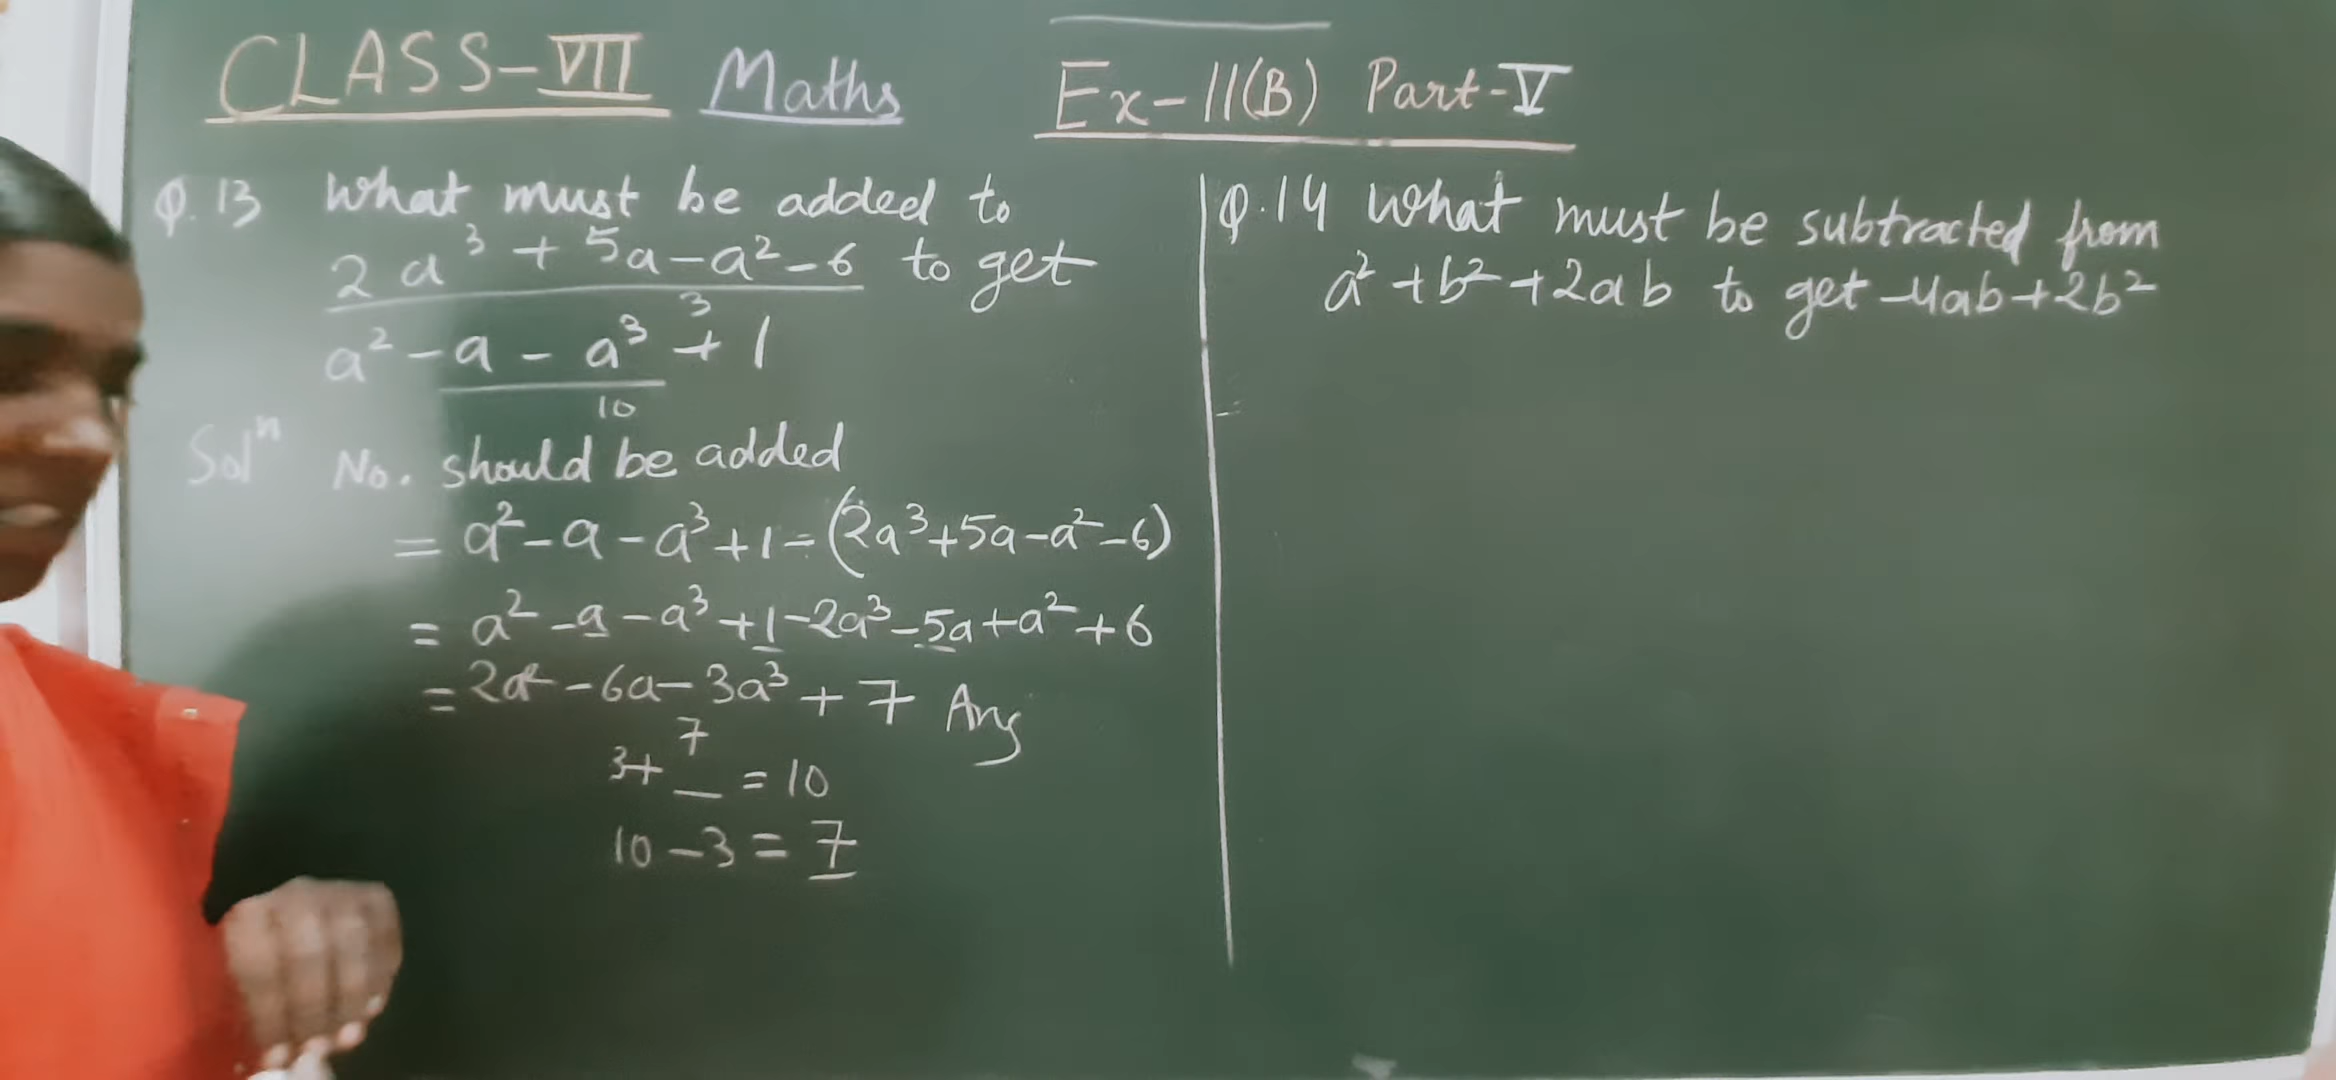 CLASS-VII Maths Ex-11(B) Part-V
Q.13 What must be added to
2a³ + 5a - a² - 6 to get
3
a² - a - a³ + 1
10
Solⁿ No. should be added
= a² - a - a³ + 1 - (2a³ + 5a - a² - 6)
= a² - a - a³ + 1 - 2a³ - 5a + a² + 6
= 2a² - 6a - 3a³ + 7 Ans
7
3 + _ = 10
10 - 3 = 7
Q.14 What must be subtracted from
a² + b² + 2ab to get -4ab + 2b²